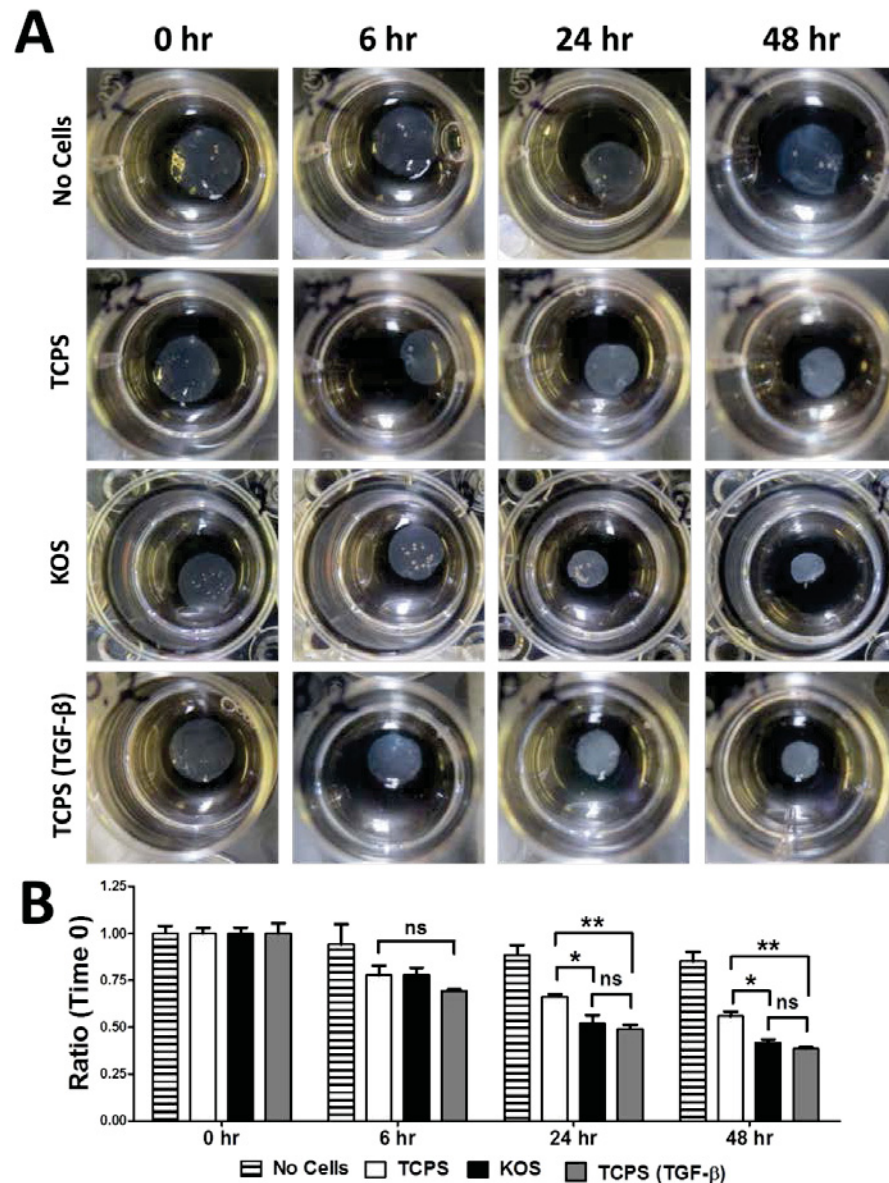 A
0 hr 6 hr 24 hr 48 hr
No Cells
TCPS
KOS
TCPS (TGF-β)
B
Ratio (Time 0)
1.25
1.00
0.75
0.50
0.25
0.00
ns
**
*
ns
**
*
ns
0 hr 6 hr 24 hr 48 hr
No Cells TCPS KOS TCPS (TGF-β)